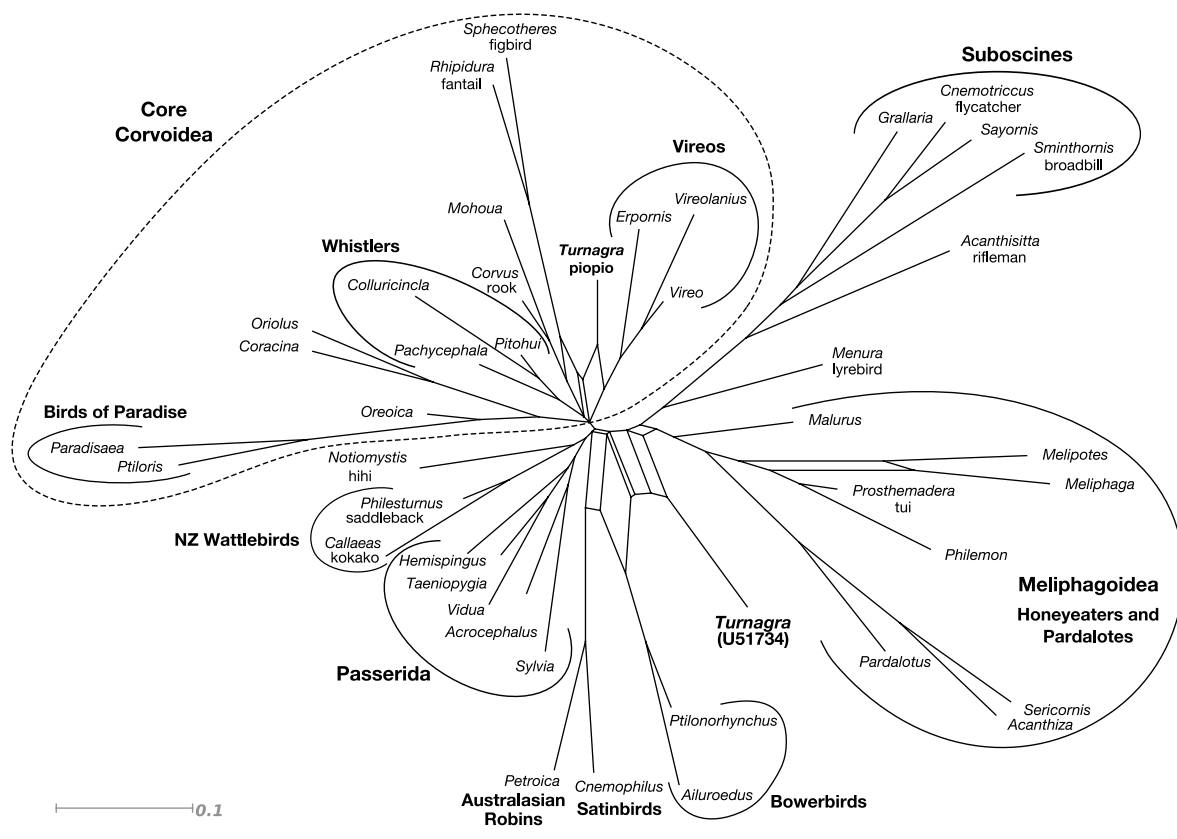 Sphecotheres
figbird
Rhipidura
fantail
Suboscines
Core
Corvoidea
Cnemotriccus
flycatcher
Grallaria
Sayornis
Sminthornis
broadbill
Vireos
Vireolanius
Erpornis
Mohoua
Turnagra
piopio
Acanthisitta
rifleman
Whistlers
Corvus
rook
Colluricincla
Vireo
Oriolus
Coracina
Pitohui
Pachycephala
Menura
lyrebird
Birds of Paradise
Oreoica
Malurus
Paradisaea
Ptiloris
Notiomystis
hihi
Melipotes
Meliphaga
Prosthemadera
tui
Philesturnus
saddleback
NZ Wattlebirds
Callaeas
kokako
Hemispingus
Taeniopygia
Philemon
Vidua
Acrocephalus
Meliphagoidea
Honeyeaters and
Pardalotes
Turnagra
(U51734)
Passerida
Sylvia
Pardalotus
Sericornis
Acanthiza
Ptilonorhynchus
Petroica
Australasian
Robins
Cnemophilus
Satinbirds
Ailuroedus
Bowerbirds
0.1